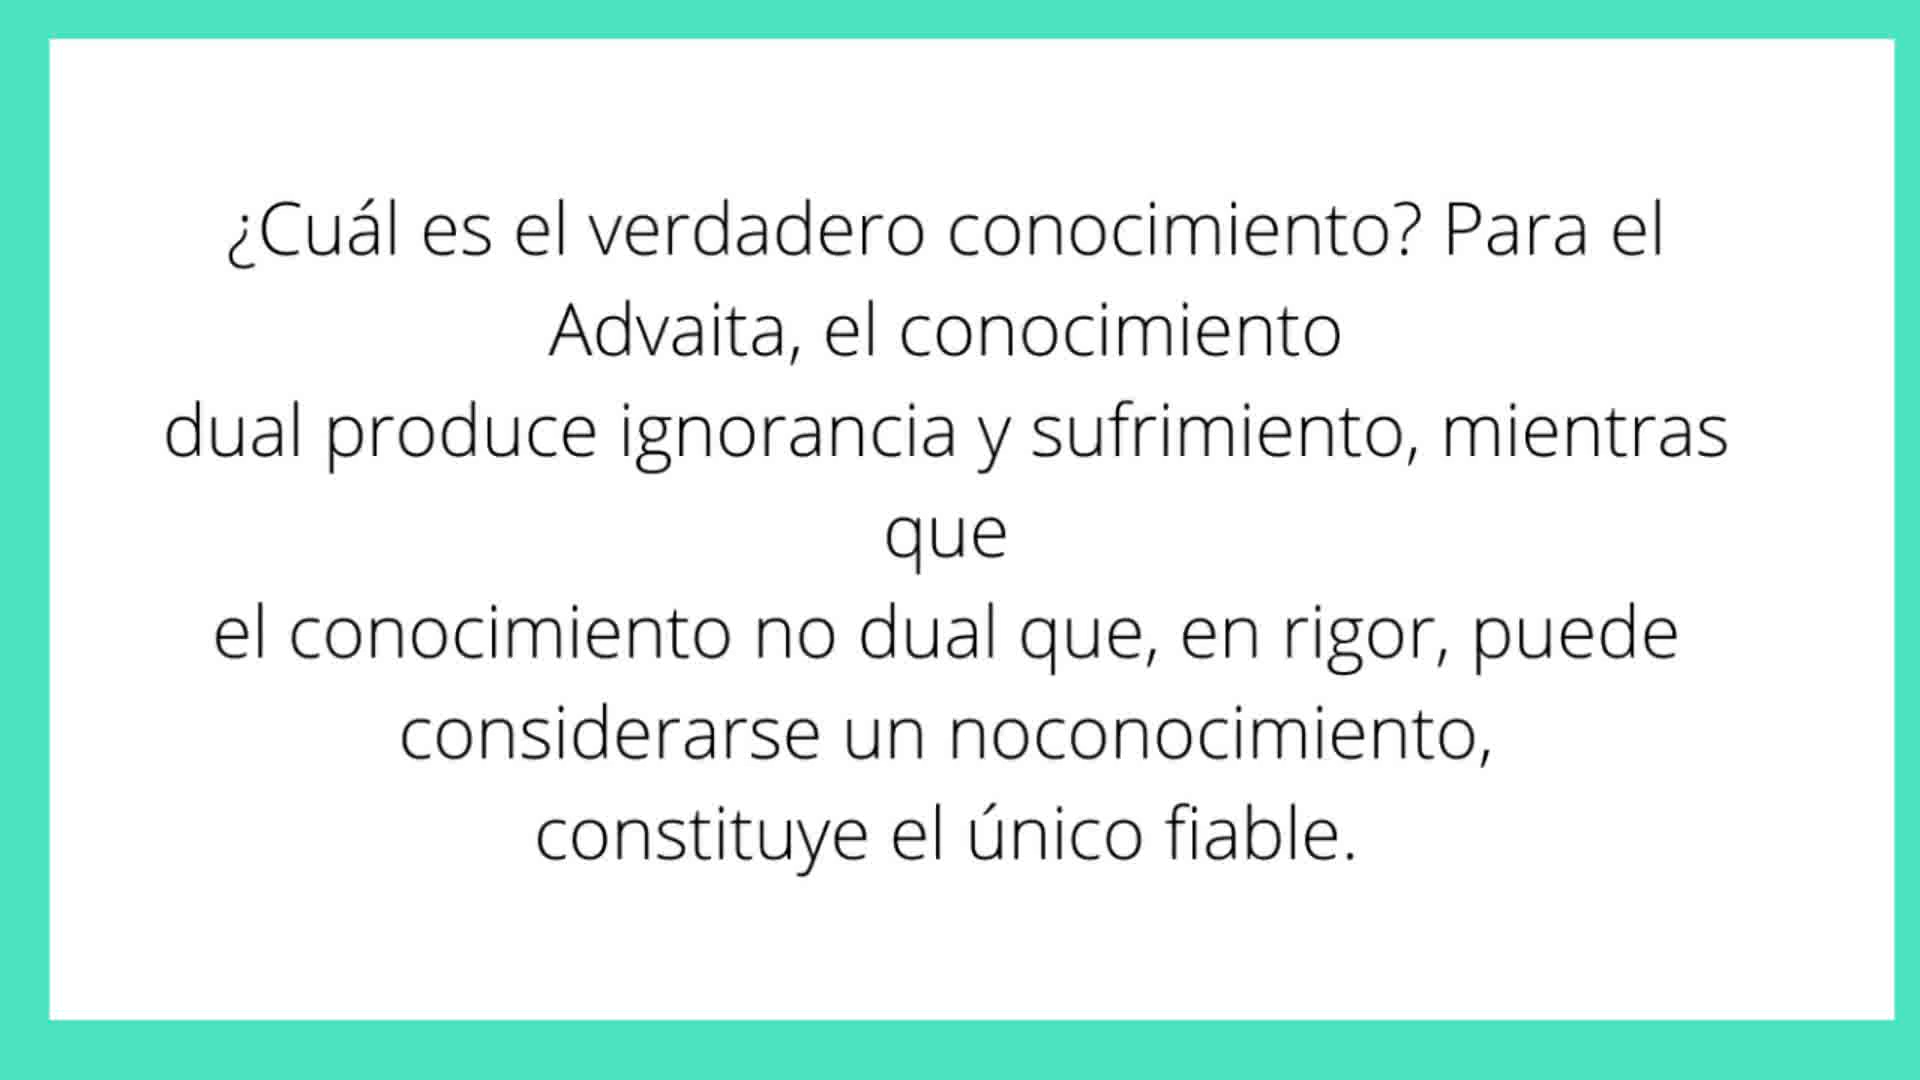 ¿Cuál es el verdadero conocimiento? Para el
Advaita, el conocimiento
dual produce ignorancia y sufrimiento, mientras
que
el conocimiento no dual que, en rigor, puede
considerarse un noconocimiento,
constituye el único fiable.